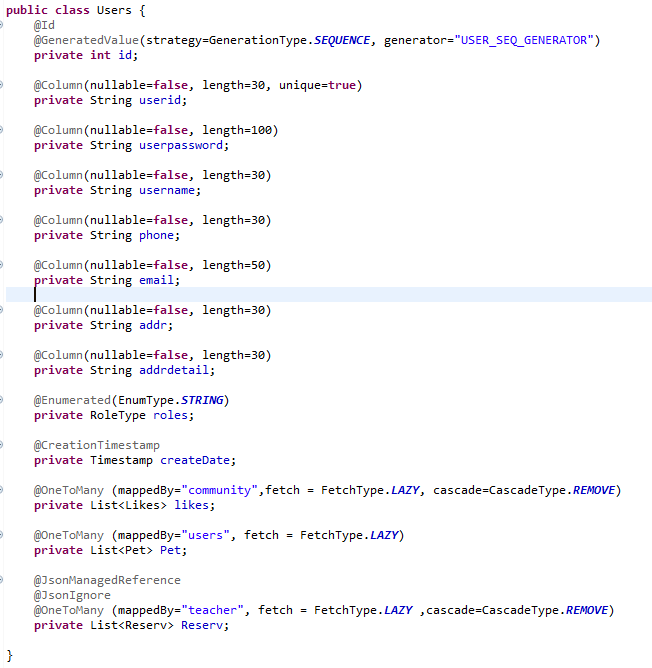 public class Users {
@Id
@GeneratedValue(strategy=GenerationType.SEQUENCE, generator="USER_SEQ_GENERATOR")
private int id;
@Column(nullable=false, length=30, unique=true)
private String userid;
@Column(nullable=false, length=100)
private String userpassword;
@Column(nullable=false, length=30)
private String username;
@Column(nullable=false, length=30)
private String phone;
@Column(nullable=false, length=50)
private String email;
@Column(nullable=false, length=30)
private String addr;
@Column(nullable=false, length=30)
private String addrdetail;
@Enumerated(EnumType.STRING)
private RoleType roles;
@CreationTimestamp
private Timestamp createDate;
@OneToMany (mappedBy="community",fetch = FetchType.LAZY, cascade=CascadeType.REMOVE)
private List<Likes> likes;
@OneToMany (mappedBy="users", fetch = FetchType.LAZY)
private List<Pet> Pet;
@JsonManagedReference
@JsonIgnore
@OneToMany (mappedBy="teacher", fetch = FetchType.LAZY ,cascade=CascadeType.REMOVE)
private List<Reserv> Reserv;
}